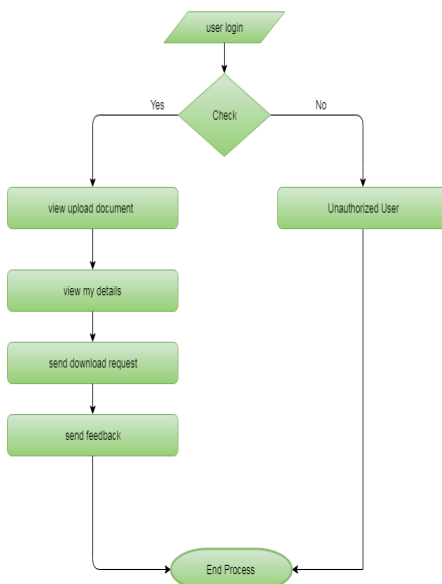 user login
Check
Yes
No
view upload document
Unauthorized User
view my details
send download request
send feedback
End Process